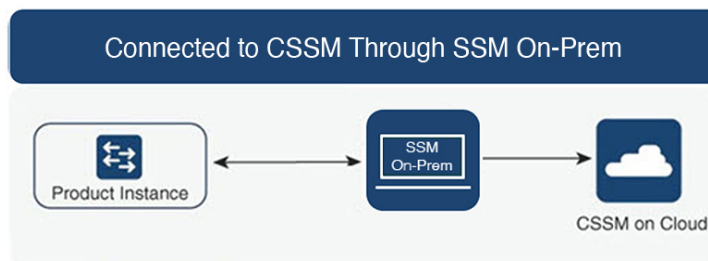 Connected to CSSM Through SSM On-Prem
SSM
On-Prem
Product Instance
CSSM on Cloud